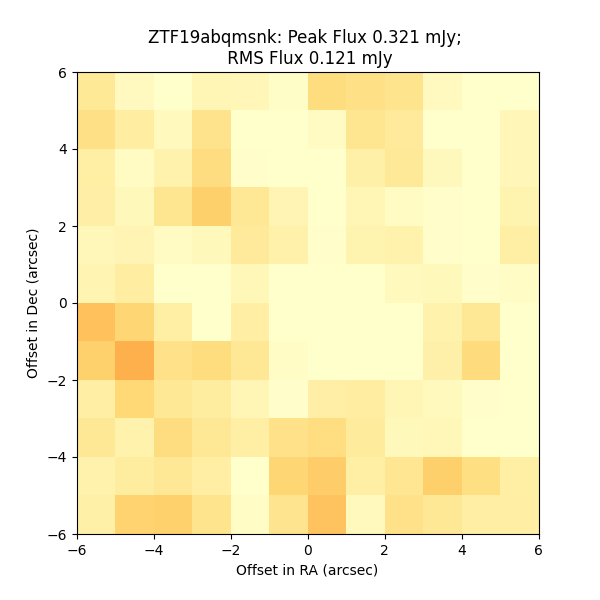 ZTF19abqmsnk: Peak Flux 0.321 mJy;
RMS Flux 0.121 mJy
6
4
2
0
−2
−4
−6
Offset in Dec (arcsec)
−6 −4 −2 0 2 4 6
Offset in RA (arcsec)